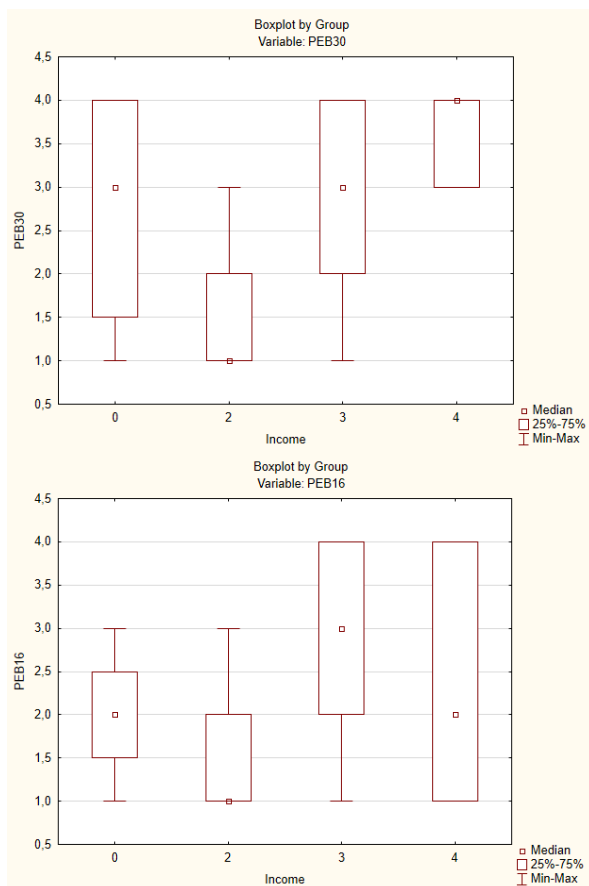 Boxplot by Group
Variable: PEB30
4,5
4,0
3,5
3,0
2,5
2,0
1,5
1,0
0,5
PEB30
0 2 3 4
Income
Median
25%-75%
Min-Max
Boxplot by Group
Variable: PEB16
4,5
4,0
3,5
3,0
2,5
2,0
1,5
1,0
0,5
PEB16
0 2 3 4
Income
Median
25%-75%
Min-Max